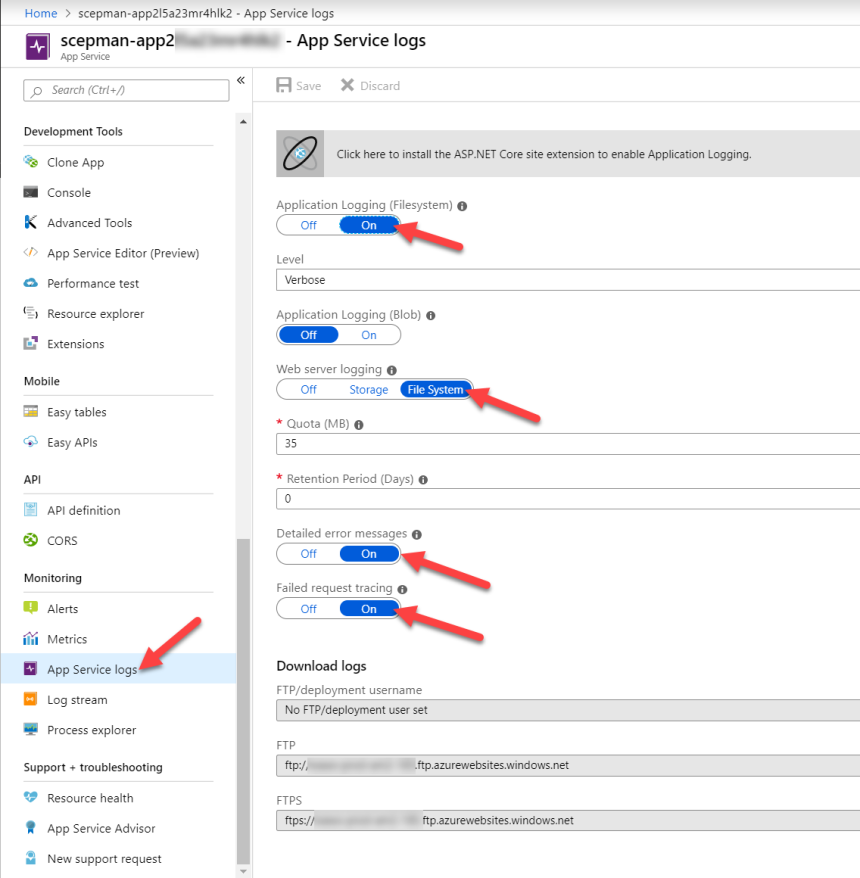 Home > scepman-app2l5a23mr4hlk2 - App Service logs
scepman-app2 - App Service logs
App Service
Search (Ctrl+/)
«
Development Tools
Clone App
Console
Advanced Tools
App Service Editor (Preview)
Performance test
Resource explorer
Extensions
Mobile
Easy tables
Easy APIs
API
API definition
CORS
Monitoring
Alerts
Metrics
App Service logs
Log stream
Process explorer
Support + troubleshooting
Resource health
App Service Advisor
New support request
Save Discard
Click here to install the ASP.NET Core site extension to enable Application Logging.
Application Logging (Filesystem)
Off On
Level
Verbose
Application Logging (Blob)
Off On
Web server logging
Off Storage File System
* Quota (MB)
35
* Retention Period (Days)
0
Detailed error messages
Off On
Failed request tracing
Off On
Download logs
FTP/deployment username
No FTP/deployment user set
FTP
ftp:/ .ftp.azurewebsites.windows.net
FTPS
ftps:// ftp.azurewebsites.windows.net